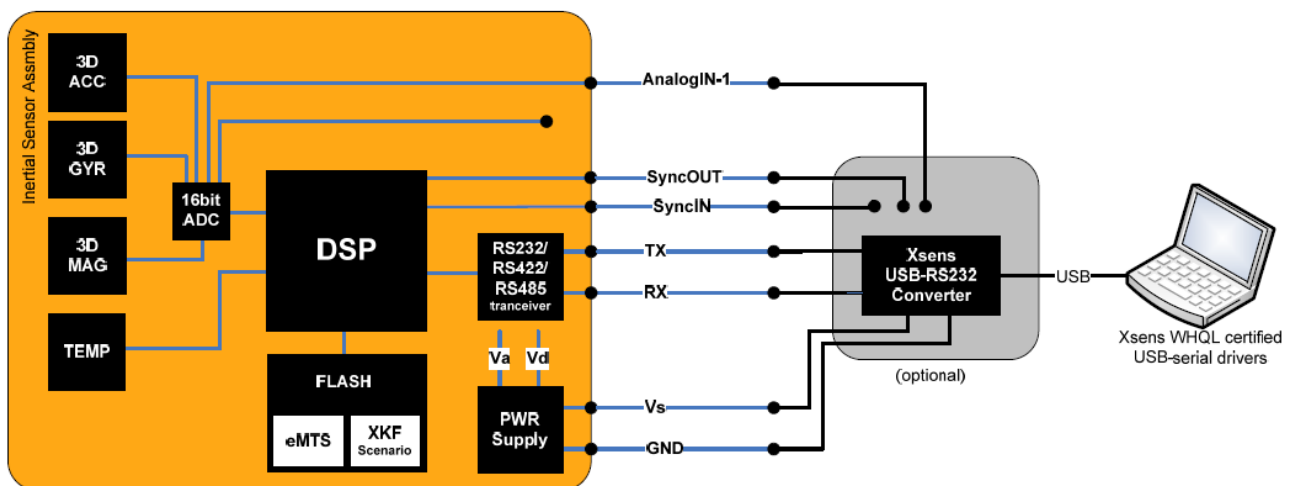 Inertial Sensor Assmbly
3D
ACC
3D
GYR
3D
MAG
TEMP
16bit
ADC
DSP
FLASH
eMTS
XKF
Scenario
RS232/
RS422/
RS485
tranceiver
Va
Vd
PWR
Supply
AnalogIN-1
SyncOUT
SyncIN
TX
RX
Vs
GND
Xsens
USB-RS232
Converter
(optional)
USB
Xsens WHQL certified
USB-serial drivers